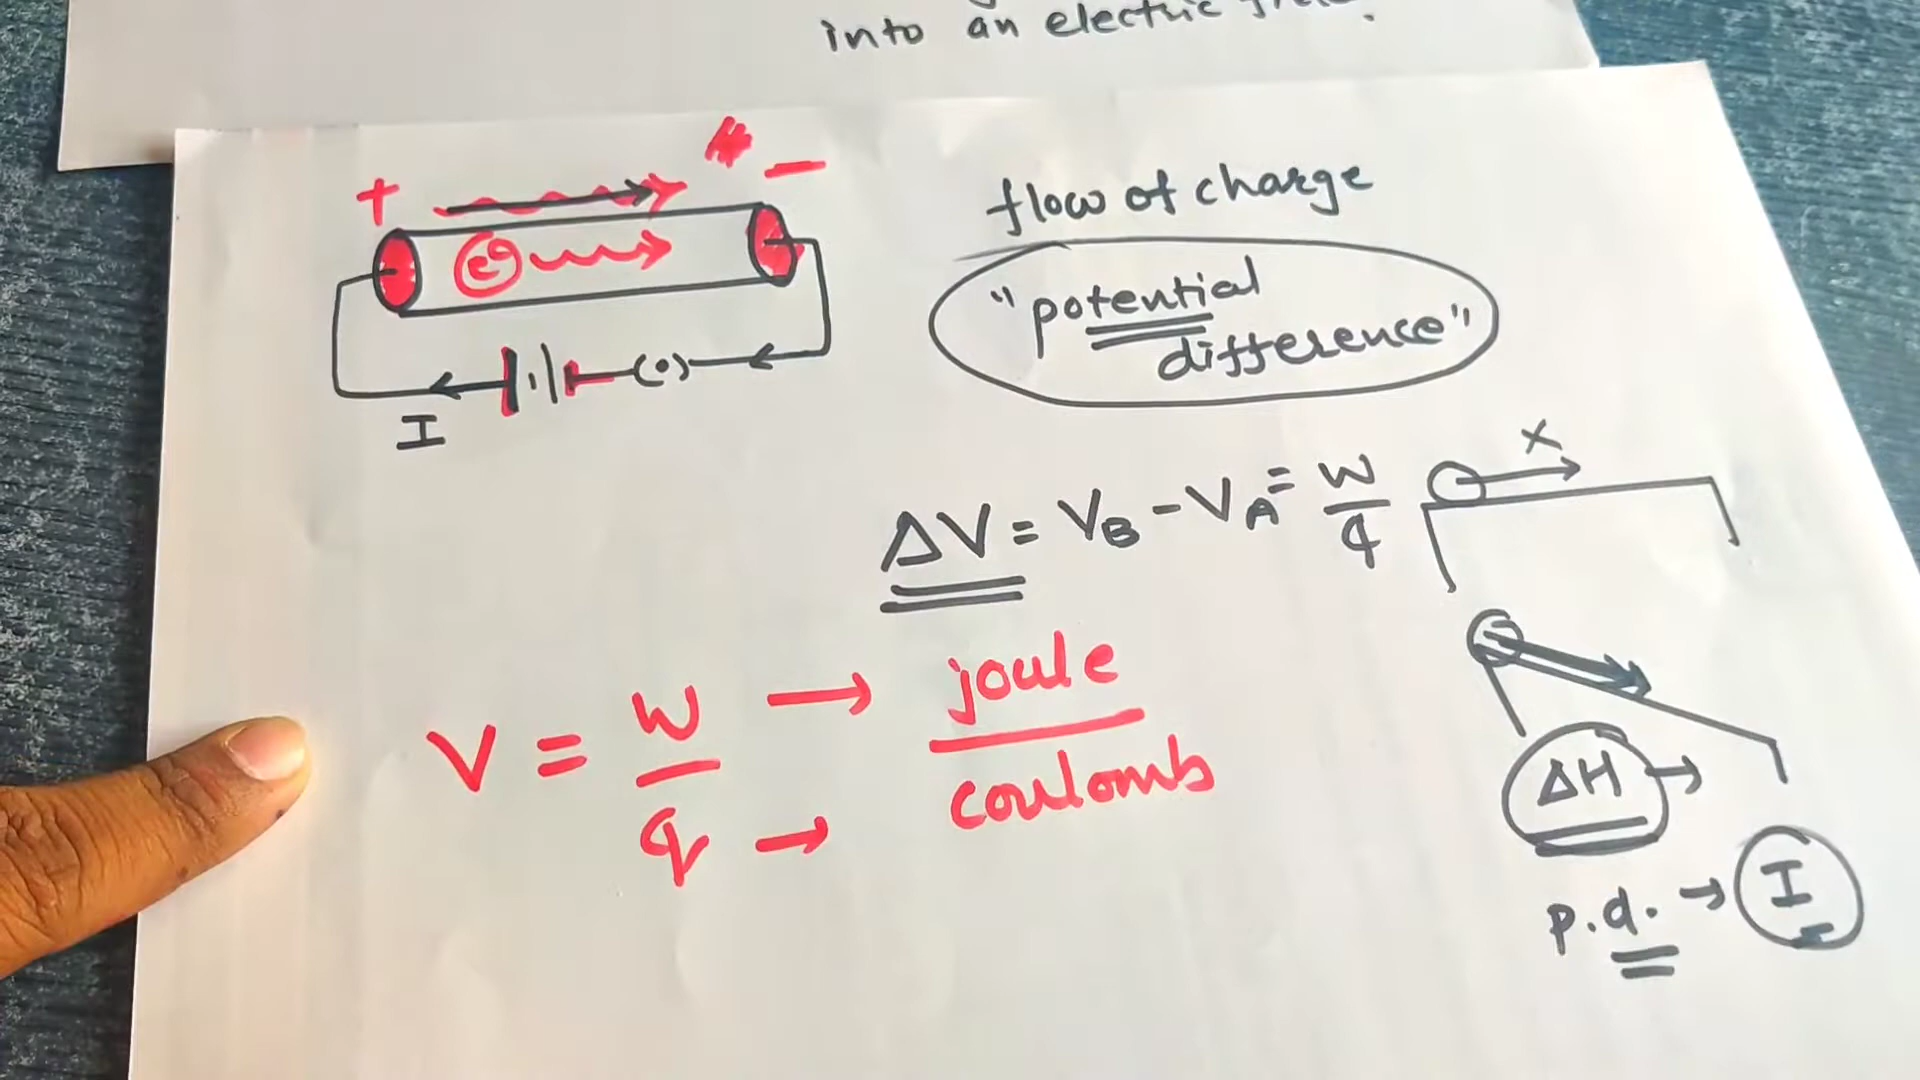 into an electric
+
-
flow of charge
"potential
difference"
I
x
ΔV = VB - VA = W/q
V = W/q → joule/coulomb
→
ΔH →
p.d. → I